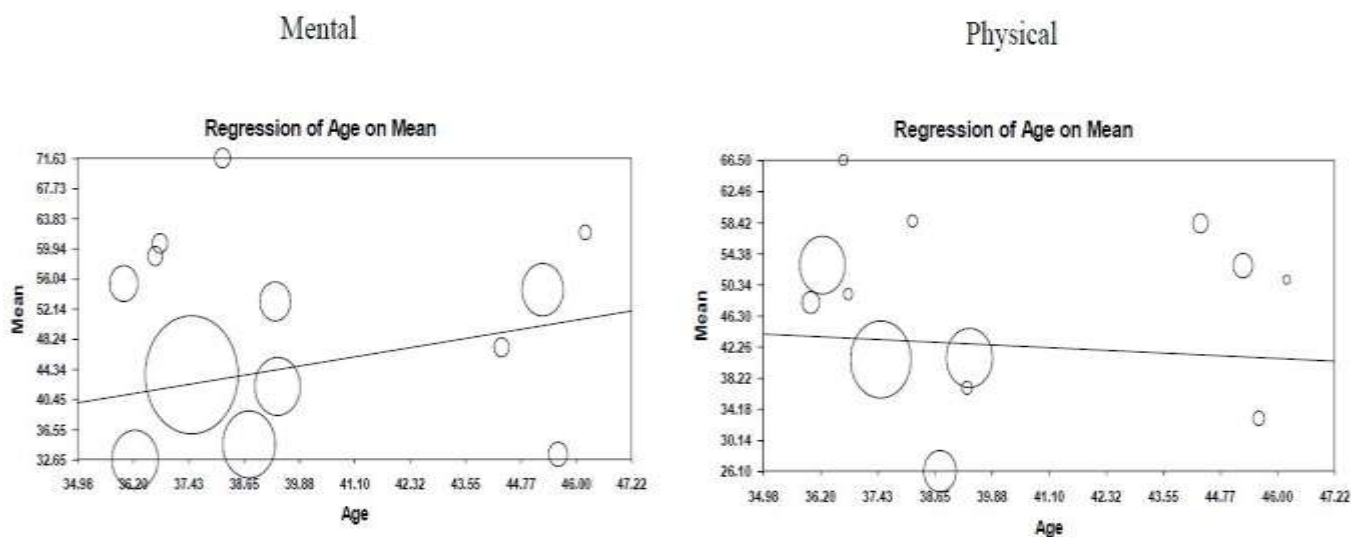 Mental
Regression of Age on Mean
71.63
67.73
63.83
59.94
56.04
52.14
48.24
44.34
40.45
36.55
32.65
Mean
34.98 36.20 37.43 38.65 39.88 41.10 42.32 43.55 44.77 46.00 47.22
Age
Physical
Regression of Age on Mean
66.50
62.46
58.42
54.38
50.34
46.30
42.26
38.22
34.18
30.14
26.10
Mean
34.98 36.20 37.43 38.65 39.88 41.10 42.32 43.55 44.77 46.00 47.22
Age